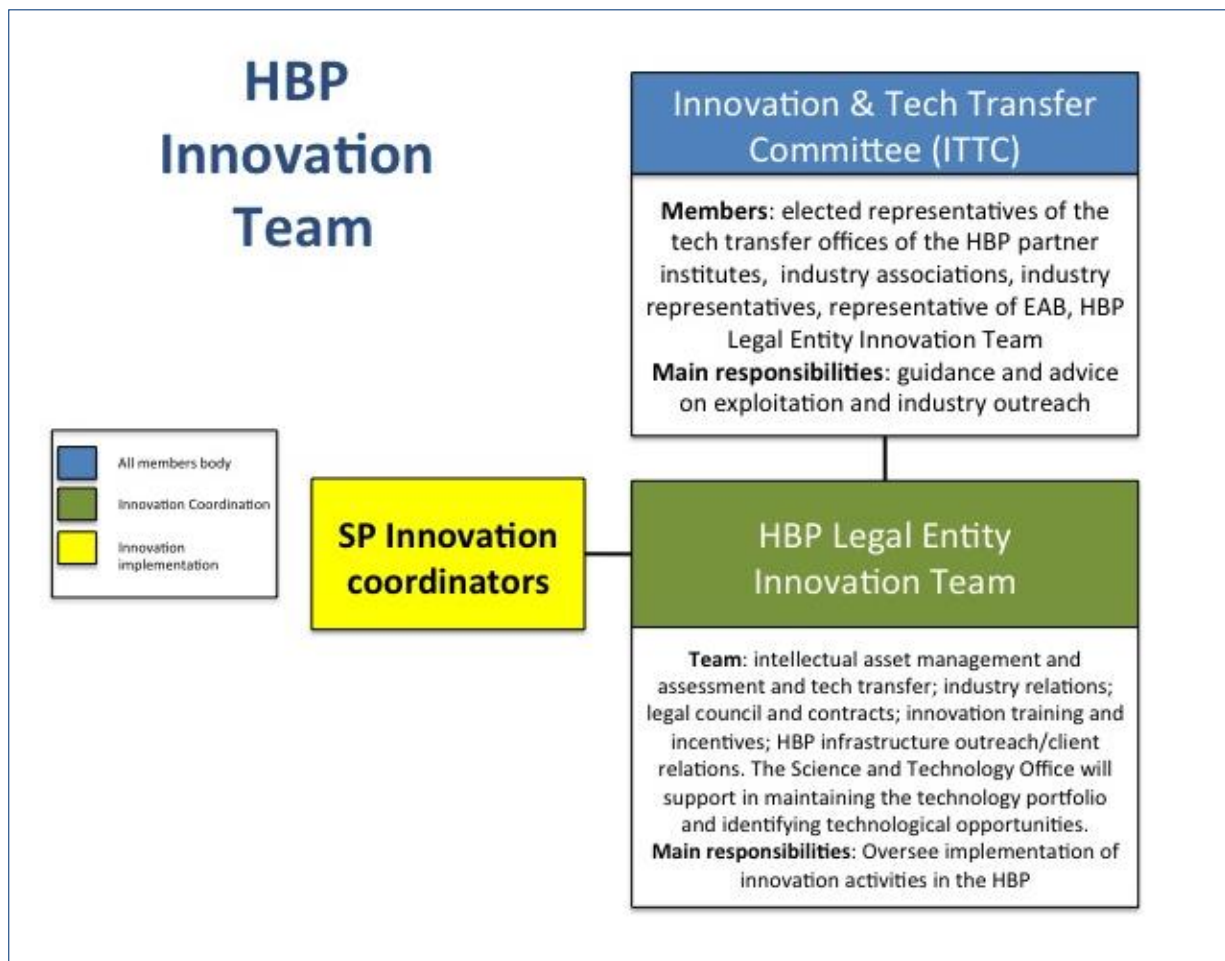 HBP
Innovation
Team
Innovation & Tech Transfer
Committee (ITTC)
Members: elected representatives of the
tech transfer offices of the HBP partner
institutes, industry associations, industry
representatives, representative of EAB, HBP
Legal Entity Innovation Team
Main responsibilities: guidance and advice
on exploitation and industry outreach
All members body
Innovation Coordination
Innovation
implementation
SP Innovation
coordinators
HBP Legal Entity
Innovation Team
Team: intellectual asset management and
assessment and tech transfer; industry relations;
legal council and contracts; innovation training and
incentives; HBP infrastructure outreach/client
relations. The Science and Technology Office will
support in maintaining the technology portfolio
and identifying technological opportunities.
Main responsibilities: Oversee implementation of
innovation activities in the HBP